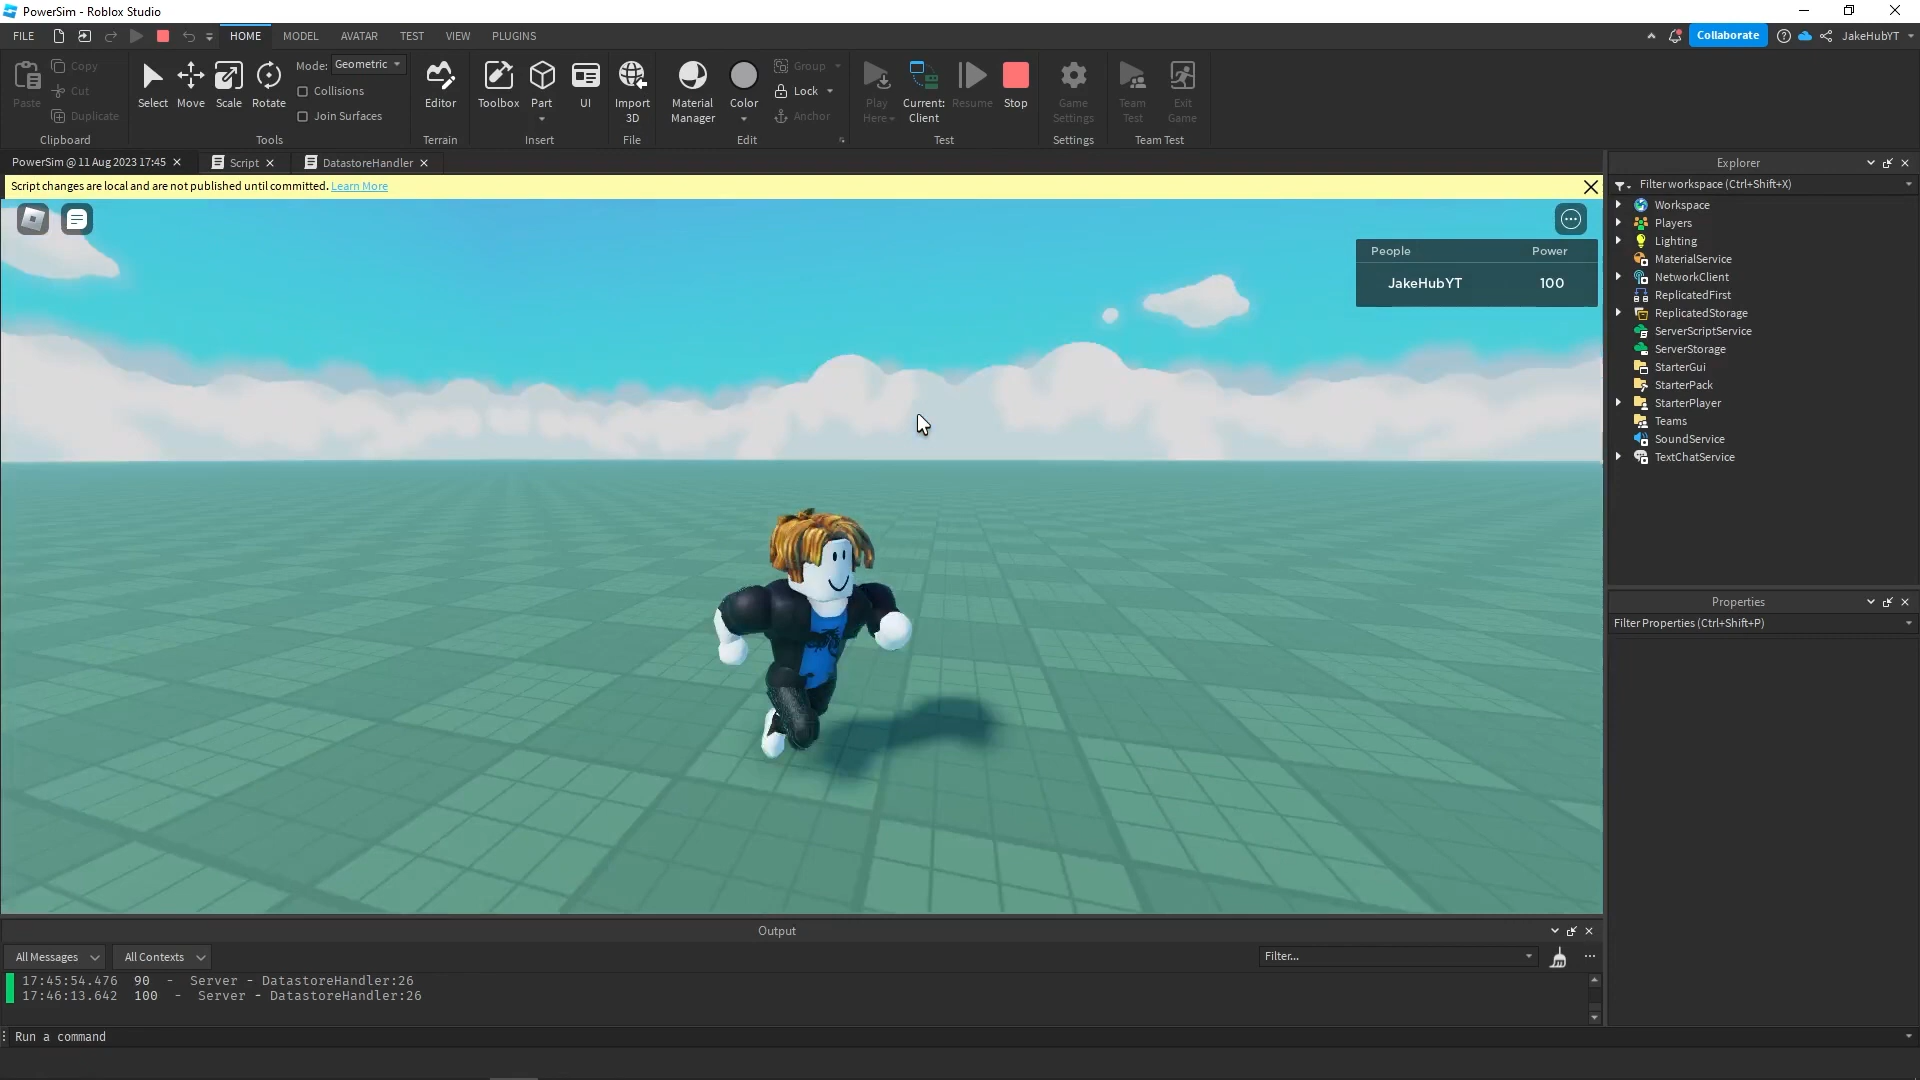 PowerSim - Roblox Studio
FILE HOME MODEL AVATAR TEST VIEW PLUGINS Collaborate JakeHubYT
Paste Copy Cut Duplicate Clipboard
Select Move Scale Rotate Mode: Geometric Collisions Join Surfaces Tools
Editor Terrain
Toolbox Part UI Insert
Import 3D File
Material Manager Color Group Lock Anchor Edit
Play Here Current: Client Resume Stop Test
Game Settings Settings
Team Test Exit Game Team Test
PowerSim @ 11 Aug 2023 17:45 Script DatastoreHandler
Script changes are local and are not published until committed. Learn More
People Power
JakeHubYT 100
Explorer
Filter workspace (Ctrl+Shift+X)
Workspace
Players
Lighting
MaterialService
NetworkClient
ReplicatedFirst
ReplicatedStorage
ServerScriptService
ServerStorage
StarterGui
StarterPack
StarterPlayer
Teams
SoundService
TextChatService
Properties
Filter Properties (Ctrl+Shift+P)
Output
All Messages All Contexts Filter...
17:45:54.476 90 - Server - DatastoreHandler:26
17:46:13.642 100 - Server - DatastoreHandler:26
Run a command